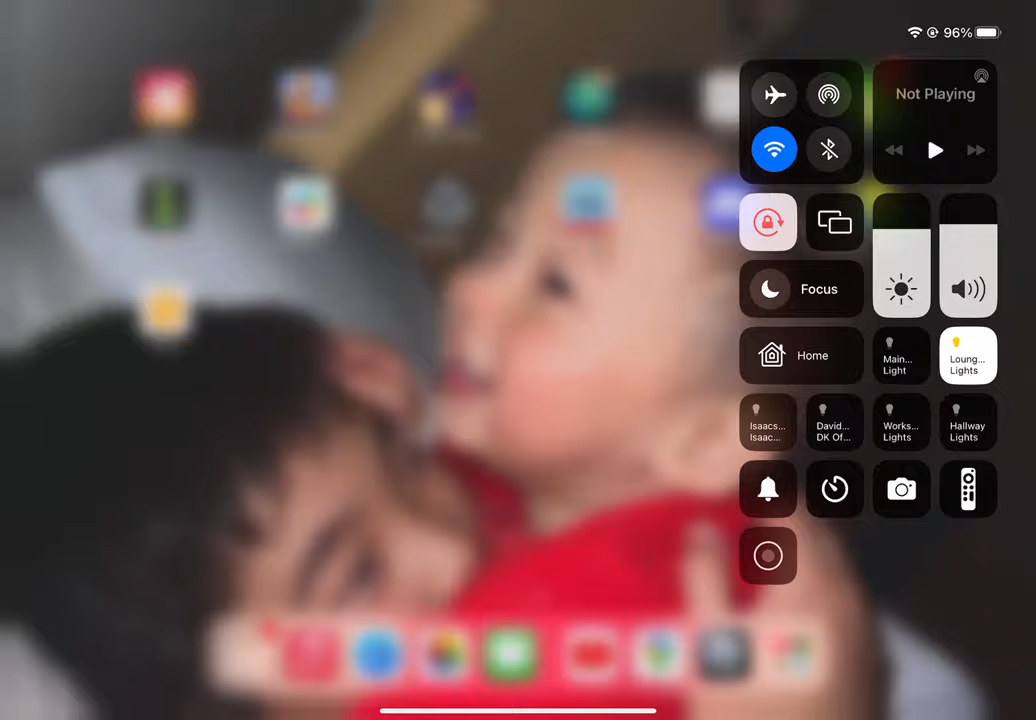 96%
Not Playing
Focus
Home
Main...
Light
Loung...
Lights
Isaacs...
Isaac...
David...
DK Of...
Works...
Lights
Hallway
Lights